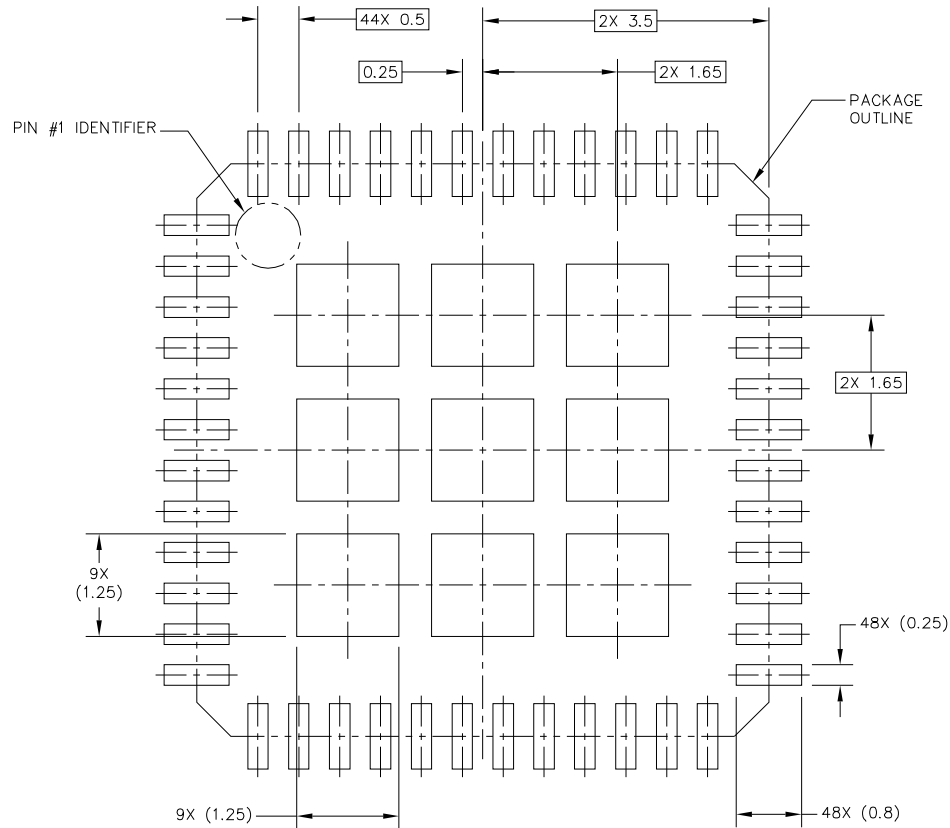 44X 0.5
2X 3.5
0.25
2X 1.65
PIN #1 IDENTIFIER
PACKAGE
OUTLINE
2X 1.65
9X
(1.25)
48X (0.25)
9X (1.25)
48X (0.8)